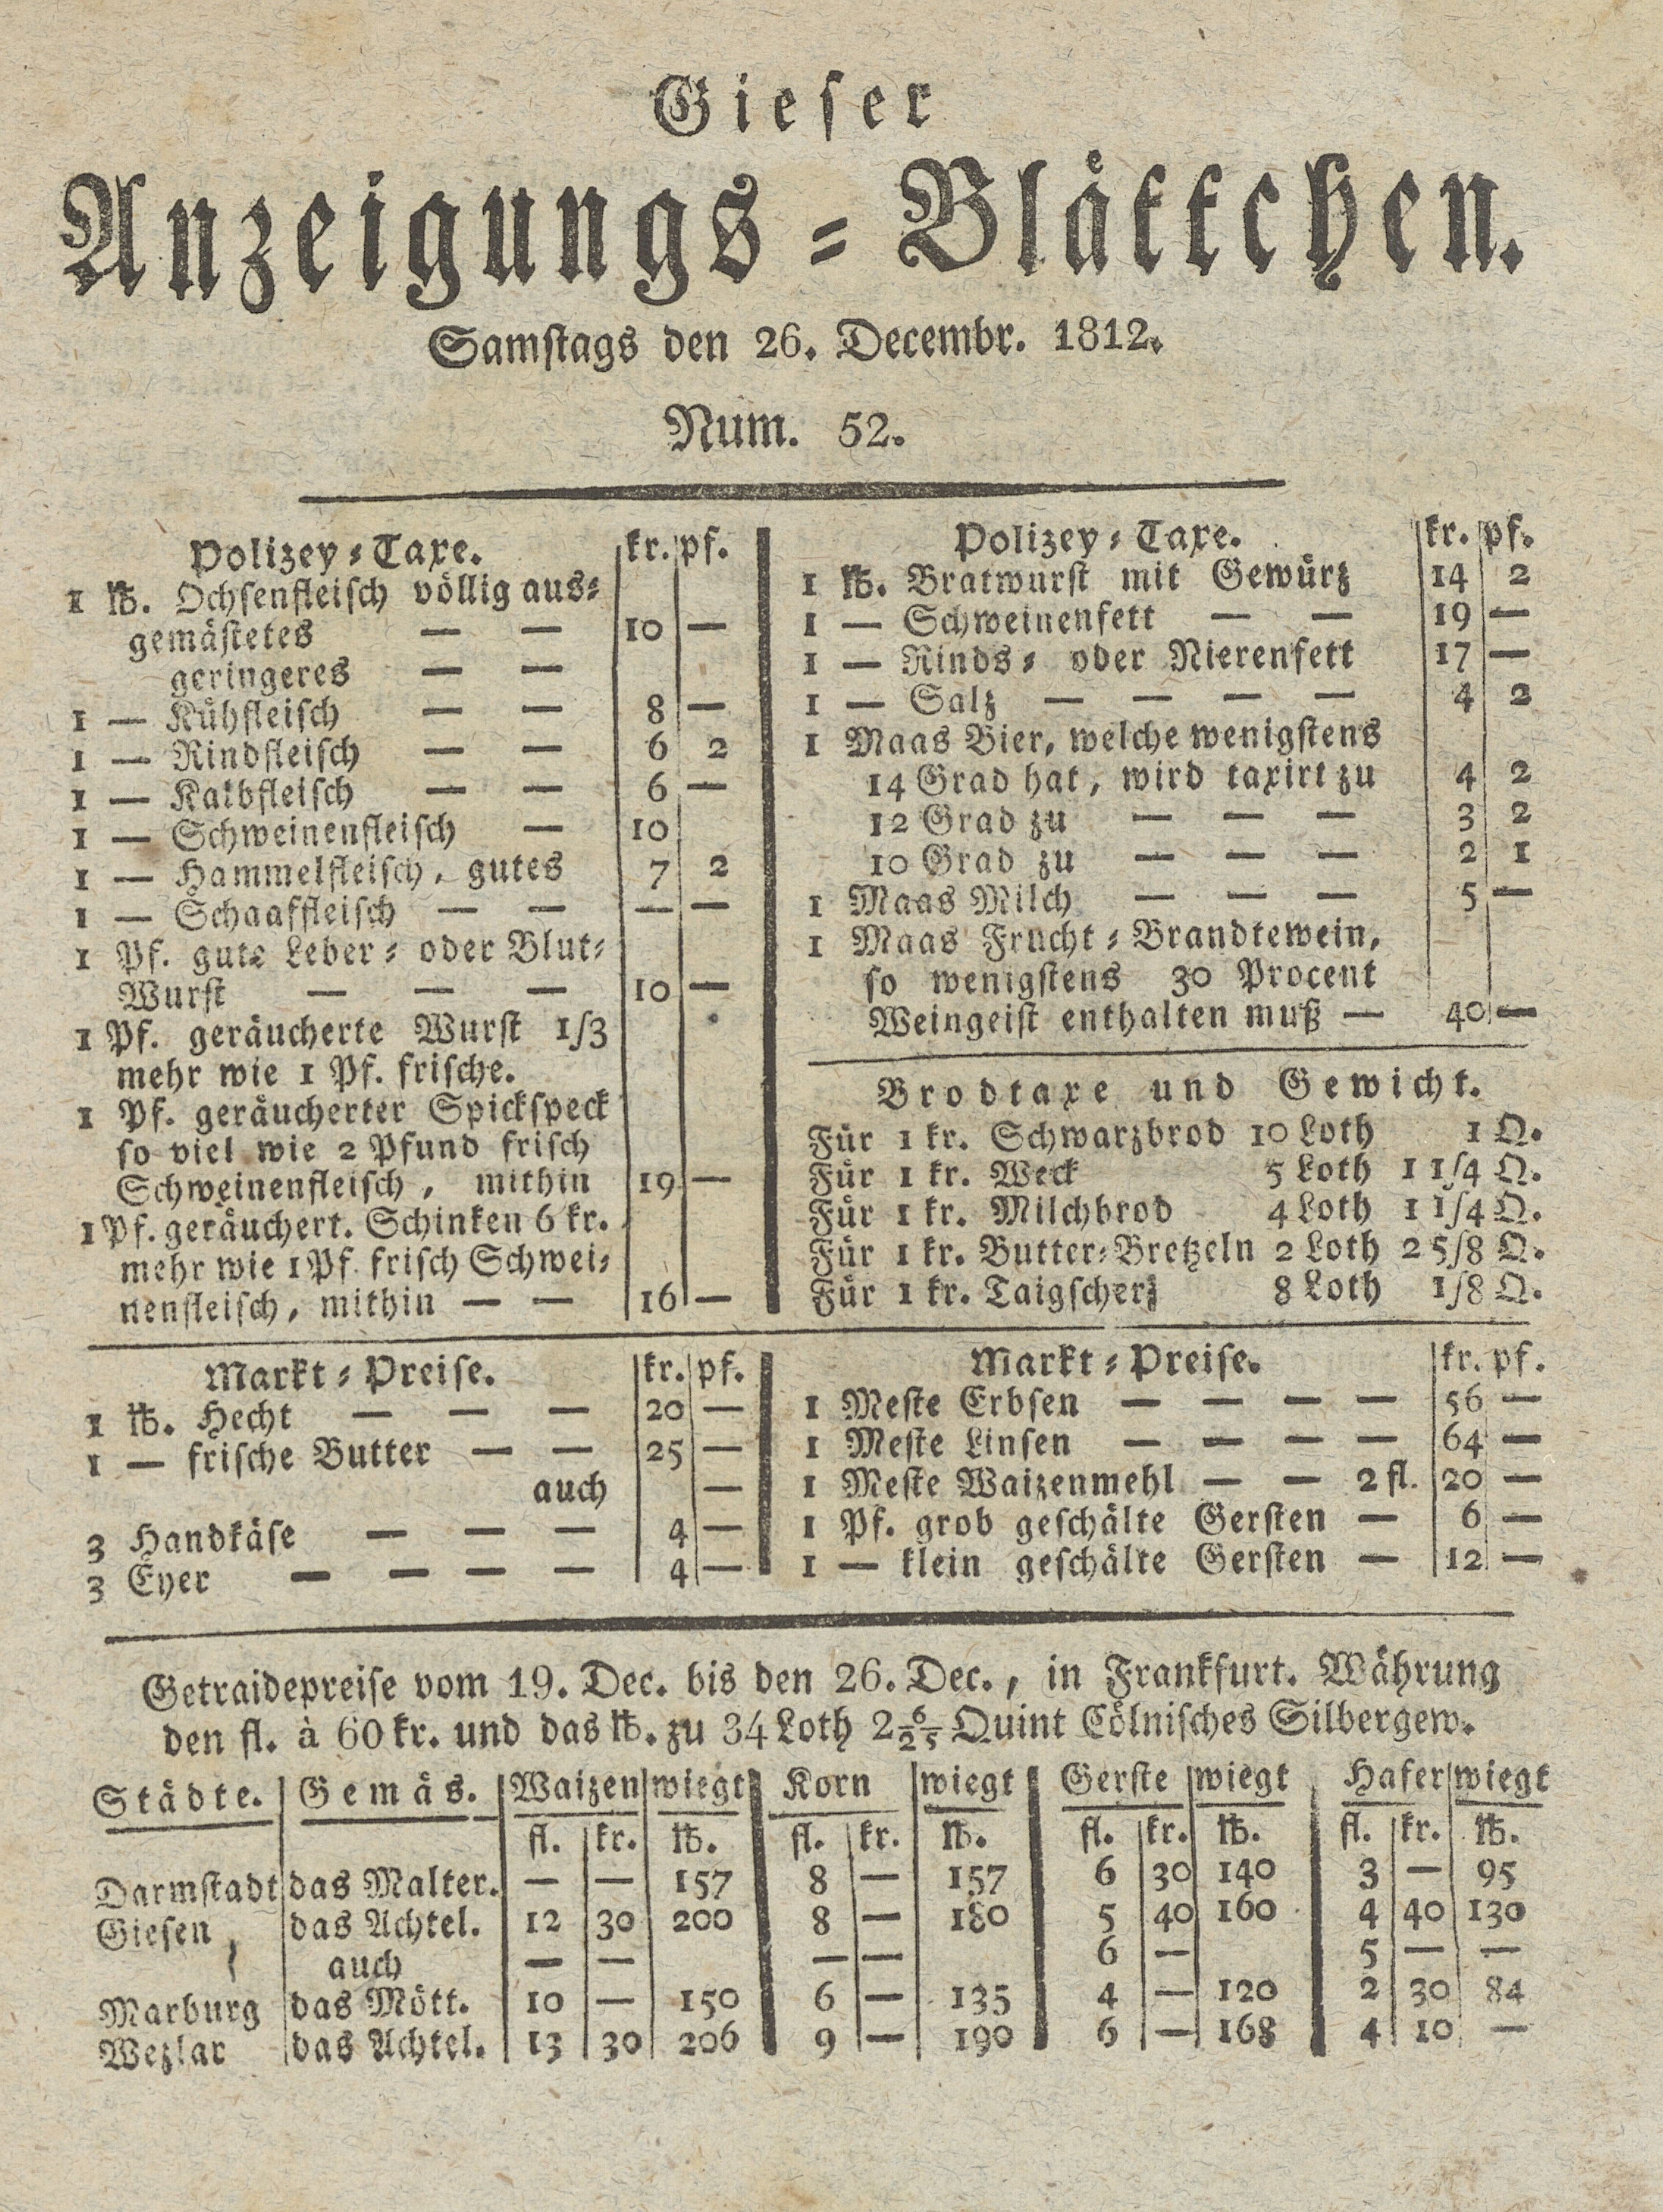 Gieser
Anzeigungs-Blättchen.
Samstags den 26. Decembr. 1812.
Num. 52.
Polizey-Taxe. kr. pf.
1 ℔. Ochsenfleisch völlig aus-
gemästetes — — 10 —
geringeres — —
1 — Kühfleisch — — 8 —
1 — Rindfleisch — — 6 2
1 — Kalbfleisch — — 6 —
1 — Schweinenfleisch — 10
1 — Hammelfleisch, gutes 7 2
1 — Schaaffleisch — — — —
1 Pf. gute Leber- oder Blut-
Wurst — — — 10 —
1 Pf. geräucherte Wurst 1/3
mehr wie 1 Pf. frische.
1 Pf. geräucherter Spickspeck
so viel wie 2 Pfund frisch
Schweinenfleisch, mithin 19 —
1 Pf. geräuchert. Schinken 6 kr.
mehr wie 1 Pf. frisch Schwei-
nenfleisch, mithin — — 16 —
Polizey-Taxe. kr. pf.
1 ℔. Bratwurst mit Gewürz 14 2
1 — Schweinenfett — — 19 —
1 — Rinds- oder Nierenfett 17 —
1 — Salz — — — — 4 2
1 Maas Bier, welche wenigstens
14 Grad hat, wird taxirt zu 4 2
12 Grad zu — — — 3 2
10 Grad zu — — — 2 1
1 Maas Milch — — — 5 —
1 Maas Frucht-Brandtewein,
so wenigstens 30 Procent
Weingeist enthalten muß — 40 —
Brodtaxe und Gewicht.
Für 1 kr. Schwarzbrod 10 Loth 1 Q.
Für 1 kr. Weck 5 Loth 1 1/4 Q.
Für 1 kr. Milchbrod 4 Loth 1 1/4 Q.
Für 1 kr. Butter-Bretzeln 2 Loth 2 5/8 Q.
Für 1 kr. Taigscherz 8 Loth 1/8 Q.
Markt-Preise. kr. pf.
1 ℔. Hecht — — — 20 —
1 — frische Butter — — 25 —
auch —
3 Handkäse — — — 4 —
3 Eyer — — — — 4 —
Markt-Preise. kr. pf.
1 Meste Erbsen — — — — 56 —
1 Meste Linsen — — — — 64 —
1 Meste Waizenmehl — — 2 fl. 20 —
1 Pf. grob geschälte Gersten — 6 —
1 — klein geschälte Gersten — 12 —
Getraidepreise vom 19. Dec. bis den 26. Dec., in Frankfurt. Währung
den fl. à 60 kr. und das ℔. zu 34 Loth 2 6/25 Quint Cölnisches Silbergew.
Städte. Gemäs. Waizen wiegt Korn wiegt Gerste wiegt Hafer wiegt
fl. kr. ℔. fl. kr. ℔. fl. kr. ℔. fl. kr. ℔.
Darmstadt das Malter. — — 157 8 — 157 6 30 140 3 — 95
Giesen, das Achtel. 12 30 200 8 — 180 5 40 160 4 40 130
auch — — — — 6 — 5 — —
Marburg das Mött. 10 — 150 6 — 135 4 — 120 2 30 84
Wezlar das Achtel. 13 30 206 9 — 190 6 — 168 4 10 —